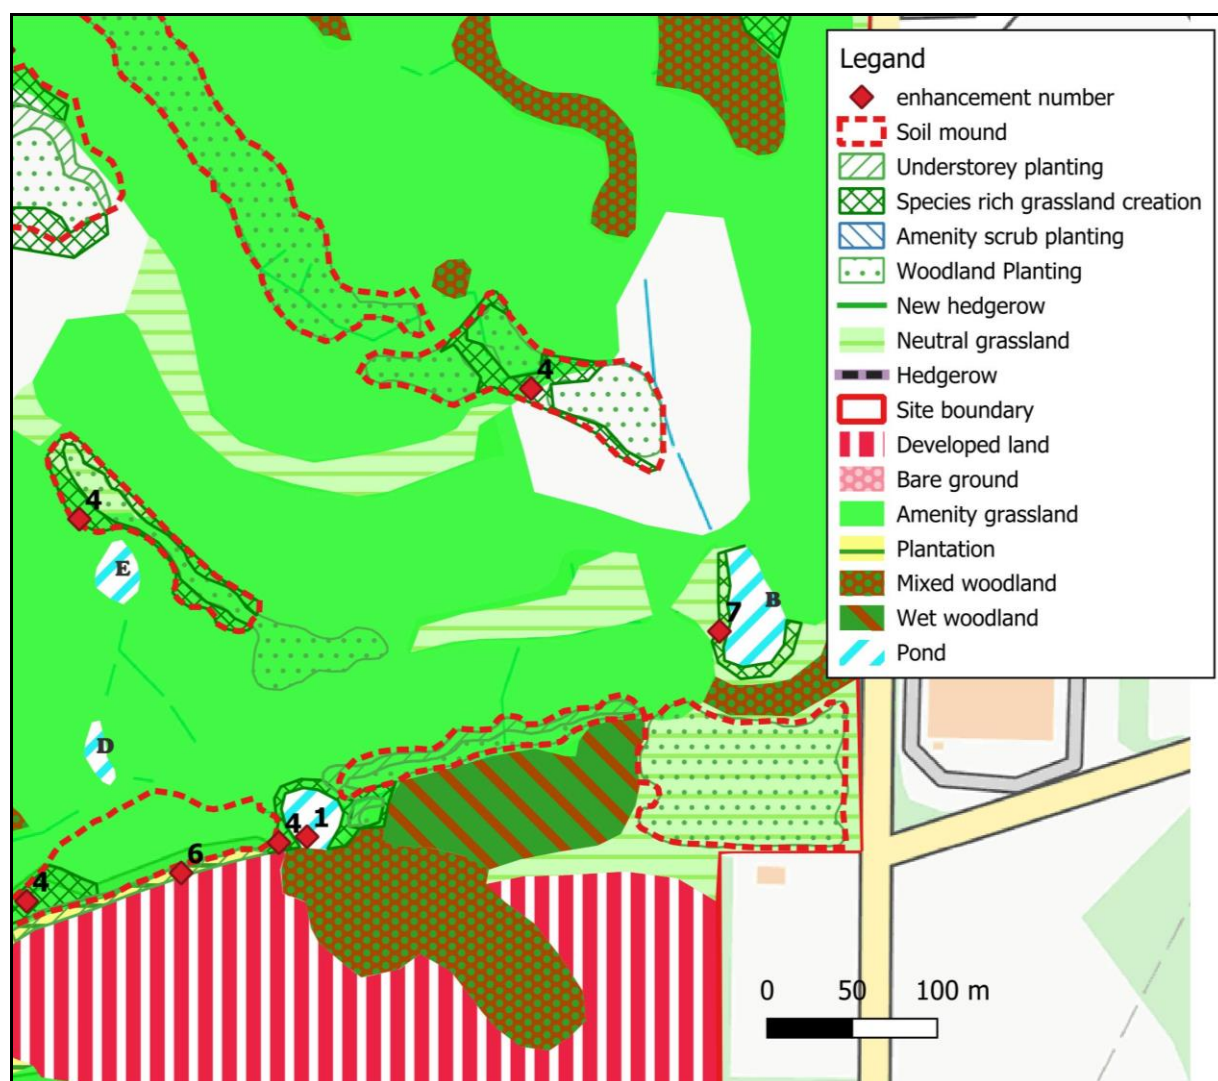 Legand
enhancement number
Soil mound
Understorey planting
Species rich grassland creation
Amenity scrub planting
Woodland Planting
New hedgerow
Neutral grassland
Hedgerow
Site boundary
Developed land
Bare ground
Amenity grassland
Plantation
Mixed woodland
Wet woodland
Pond
4
4
E
B
7
D
4 1
6
4
0 50 100 m